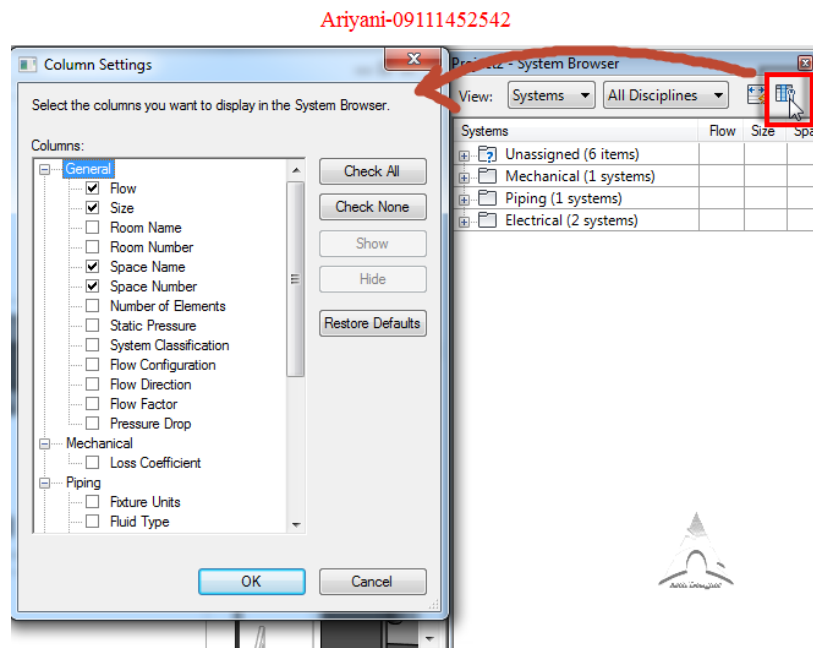 Ariyani-09111452542
Column Settings
Select the columns you want to display in the System Browser.
Columns:
General
Flow
Size
Room Name
Room Number
Space Name
Space Number
Number of Elements
Static Pressure
System Classification
Flow Configuration
Flow Direction
Flow Factor
Pressure Drop
Mechanical
Loss Coefficient
Piping
Fixture Units
Fluid Type
Check All
Check None
Show
Hide
Restore Defaults
OK
Cancel
System Browser
View: Systems All Disciplines
Systems Flow Size Spa
Unassigned (6 items)
Mechanical (1 systems)
Piping (1 systems)
Electrical (2 systems)